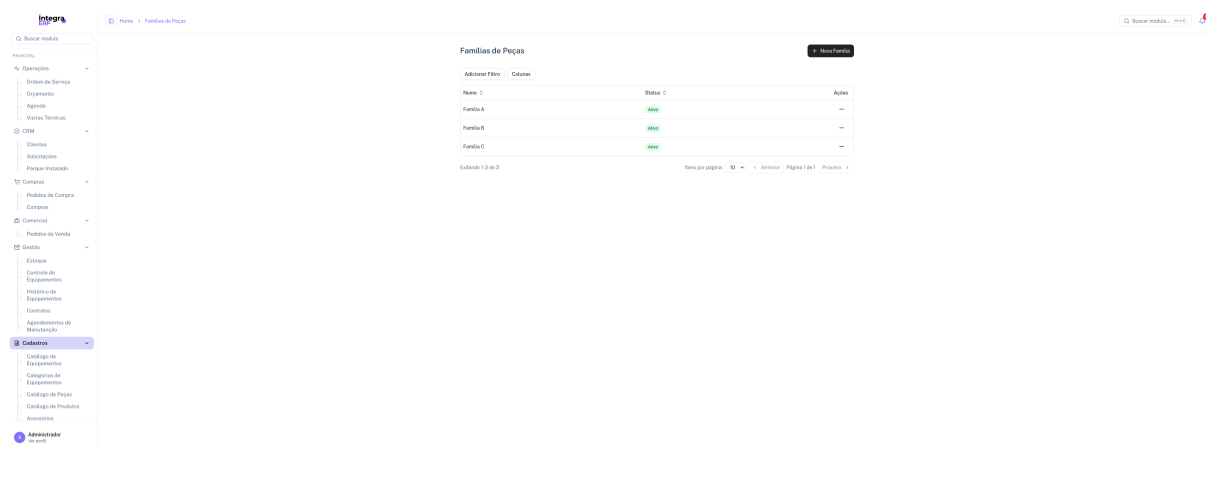 integra
ERP
Buscar modulo
PRINCIPAL
Operações
Ordem de Serviço
Orçamento
Agenda
Visitas Técnicas
CRM
Clientes
Solicitações
Parque Instalado
Compras
Pedidos de Compra
Compras
Comercial
Pedidos de Venda
Gestão
Estoque
Controle de
Equipamentos
Histórico de
Equipamentos
Contratos
Agendamentos de
Manutenção
Cadastros
Catálogo de
Equipamentos
Categorias de
Equipamentos
Catálogo de Peças
Catálogo de Produtos
Acessórios
A
Administrador
Ver perfil
Home > Famílias de Peças
Buscar modulo...
Famílias de Peças
+ Nova Família
Adicionar Filtro Colunas
Nome Status Ações
Família A Ativo ...
Família B Ativo ...
Família C Ativo ...
Exibindo 1-3 de 3 Itens por página 10 < Anterior Página 1 de 1 Próxima >